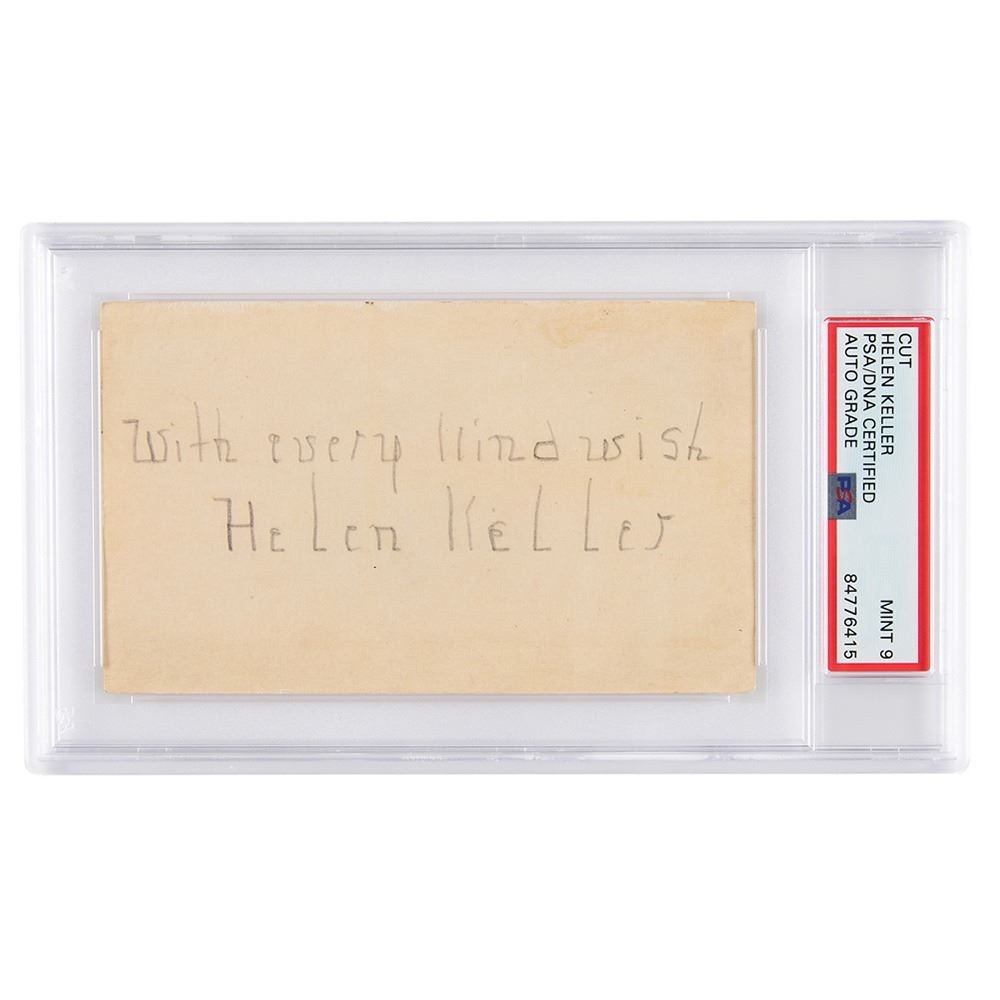 With every kind wish
Helen Keller
CUT
HELEN KELLER
PSA/DNA CERTIFIED
AUTO GRADE
PSA
MINT 9
84776415